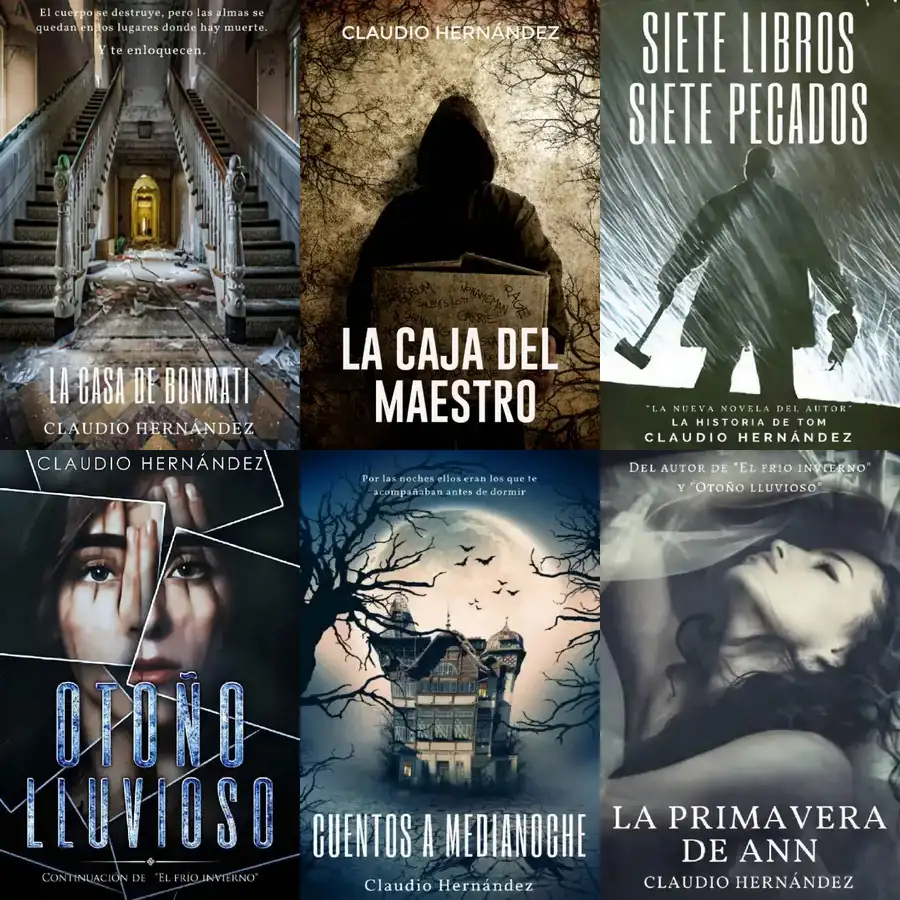 El cuerpo se destruye, pero las almas se
quedan en los lugares donde hay muerte.
Y te enloquecen.
LA CASA DE BONMATI
CLAUDIO HERNÁNDEZ
CLAUDIO HERNÁNDEZ
CARRIE
RAGE
LA CAJA DEL
MAESTRO
SIETE LIBROS
SIETE PECADOS
"LA NUEVA NOVELA DEL AUTOR"
LA HISTORIA DE TOM
CLAUDIO HERNÁNDEZ
CLAUDIO HERNÁNDEZ
OTOÑO
LLUVIOSO
CONTINUACIÓN DE "EL FRÍO INVIERNO"
Por las noches ellos eran los que te
acompañaban antes de dormir
CUENTOS A MEDIANOCHE
Claudio Hernández
DEL AUTOR DE "EL FRIO INVIERNO"
Y "OTOÑO LLUVIOSO"
LA PRIMAVERA
DE ANN
CLAUDIO HERNÁNDEZ